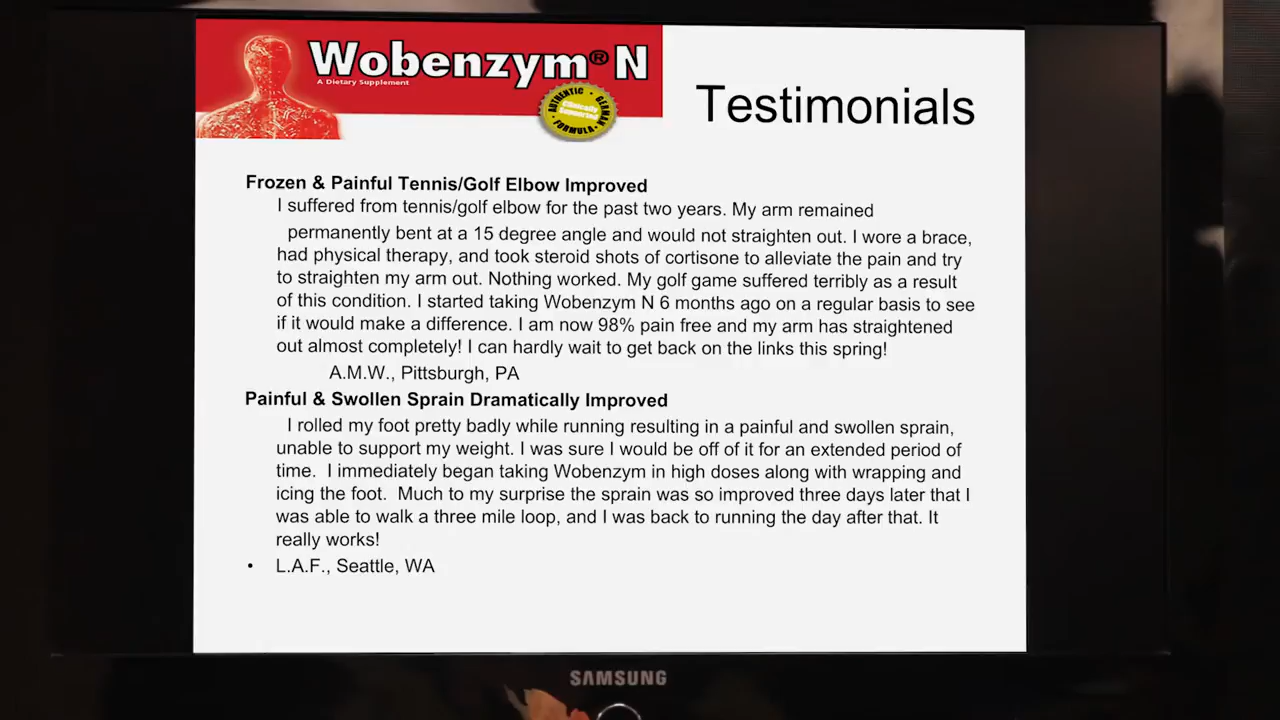 Wobenzym® N
A Dietary Supplement
AUTHENTIC • GERMAN • FORMULA •
Clinically
Testimonials
Frozen & Painful Tennis/Golf Elbow Improved
I suffered from tennis/golf elbow for the past two years. My arm remained
permanently bent at a 15 degree angle and would not straighten out. I wore a brace,
had physical therapy, and took steroid shots of cortisone to alleviate the pain and try
to straighten my arm out. Nothing worked. My golf game suffered terribly as a result
of this condition. I started taking Wobenzym N 6 months ago on a regular basis to see
if it would make a difference. I am now 98% pain free and my arm has straightened
out almost completely! I can hardly wait to get back on the links this spring!
A.M.W., Pittsburgh, PA
Painful & Swollen Sprain Dramatically Improved
I rolled my foot pretty badly while running resulting in a painful and swollen sprain,
unable to support my weight. I was sure I would be off of it for an extended period of
time. I immediately began taking Wobenzym in high doses along with wrapping and
icing the foot. Much to my surprise the sprain was so improved three days later that I
was able to walk a three mile loop, and I was back to running the day after that. It
really works!
• L.A.F., Seattle, WA
SAMSUNG